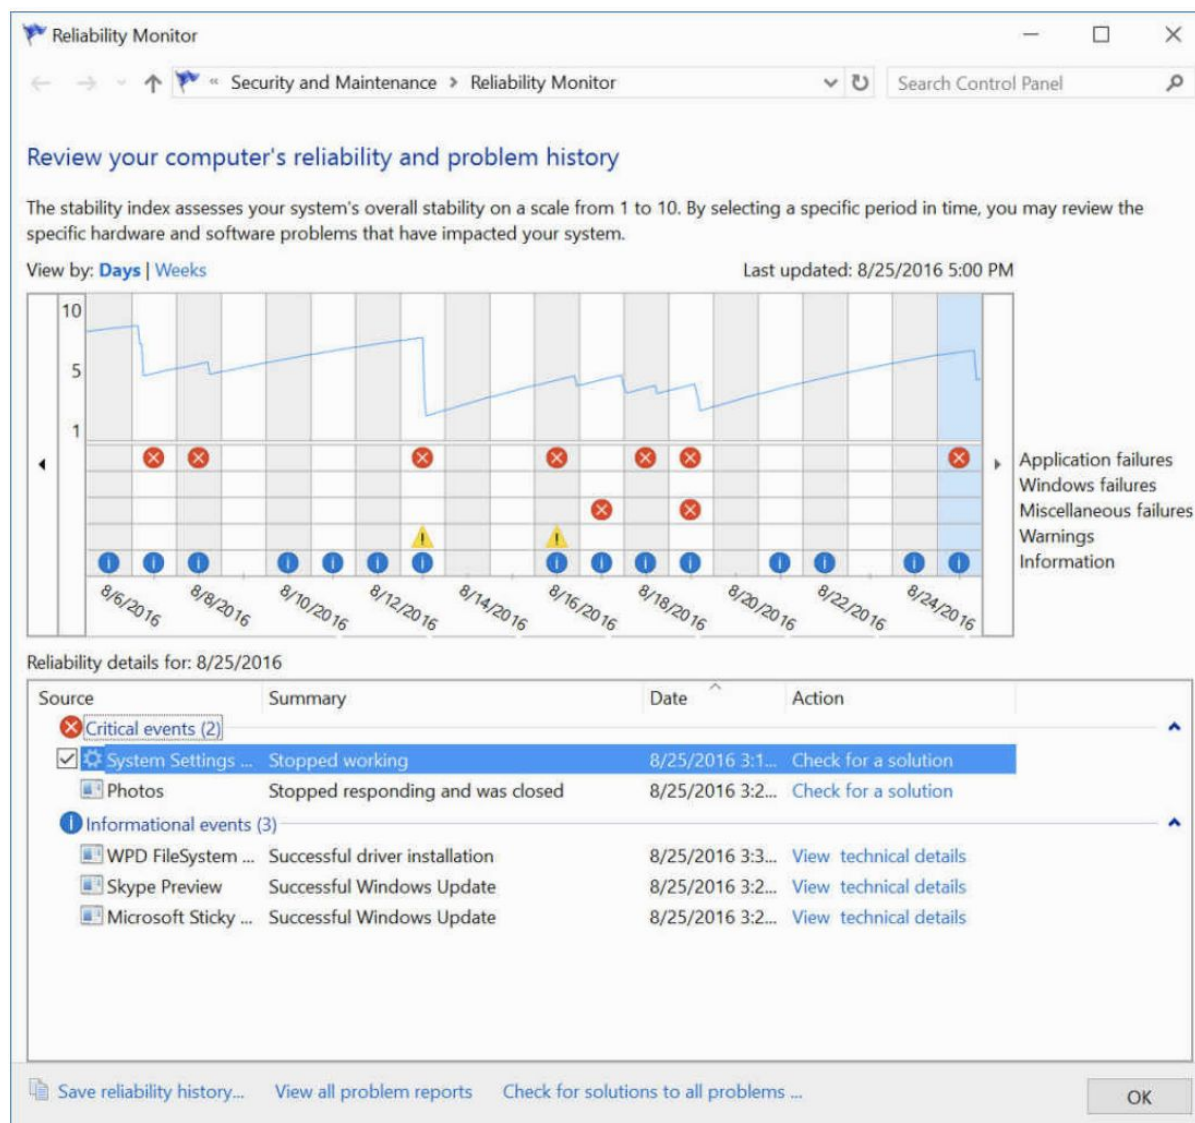 Reliability Monitor
« Security and Maintenance > Reliability Monitor
Search Control Panel
Review your computer's reliability and problem history
The stability index assesses your system's overall stability on a scale from 1 to 10. By selecting a specific period in time, you may review the
specific hardware and software problems that have impacted your system.
View by: Days | Weeks
Last updated: 8/25/2016 5:00 PM
10
5
1
Application failures
Windows failures
Miscellaneous failures
Warnings
Information
8/6/2016
8/8/2016
8/10/2016
8/12/2016
8/14/2016
8/16/2016
8/18/2016
8/20/2016
8/22/2016
8/24/2016
Reliability details for: 8/25/2016
Source Summary Date Action
Critical events (2)
System Settings ... Stopped working 8/25/2016 3:1... Check for a solution
Photos Stopped responding and was closed 8/25/2016 3:2... Check for a solution
Informational events (3)
WPD FileSystem ... Successful driver installation 8/25/2016 3:3... View technical details
Skype Preview Successful Windows Update 8/25/2016 3:2... View technical details
Microsoft Sticky ... Successful Windows Update 8/25/2016 3:2... View technical details
Save reliability history... View all problem reports Check for solutions to all problems ...
OK